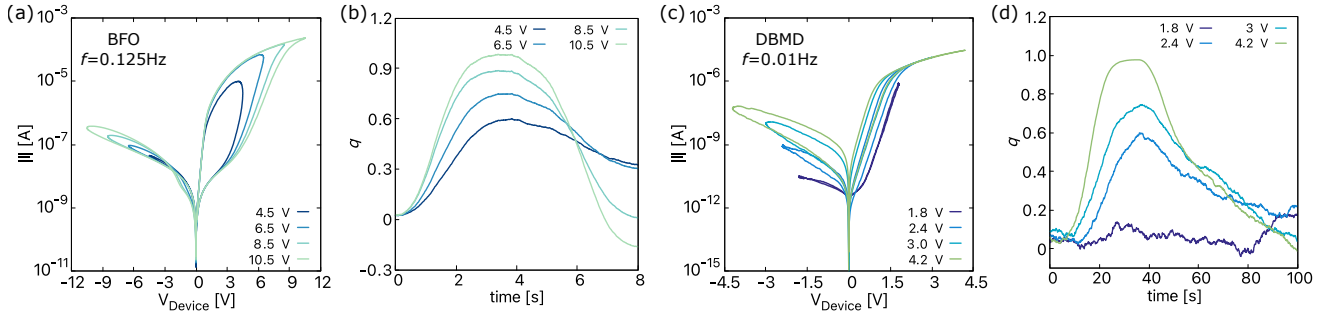 (a)
BFO
f=0.125Hz
10⁻³
10⁻⁵
10⁻⁷
10⁻⁹
10⁻¹¹
|I| [A]
4.5 V
6.5 V
8.5 V
10.5 V
-12 -9 -6 -3 0 3 6 9 12
V_Device [V]
(b)
4.5 V 8.5 V
6.5 V 10.5 V
1.2
0.9
0.6
0.3
0
-0.3
q
0 2 4 6 8
time [s]
(c)
DBMD
f=0.01Hz
10⁻³
10⁻⁶
10⁻⁹
10⁻¹²
10⁻¹⁵
|I| [A]
1.8 V
2.4 V
3.0 V
4.2 V
-4.5 -3 -1.5 0 1.5 3 4.5
V_Device [V]
(d)
1.8 V 3 V
2.4 V 4.2 V
1.2
1.0
0.8
0.6
0.4
0.2
0
q
0 20 40 60 80 100
time [s]